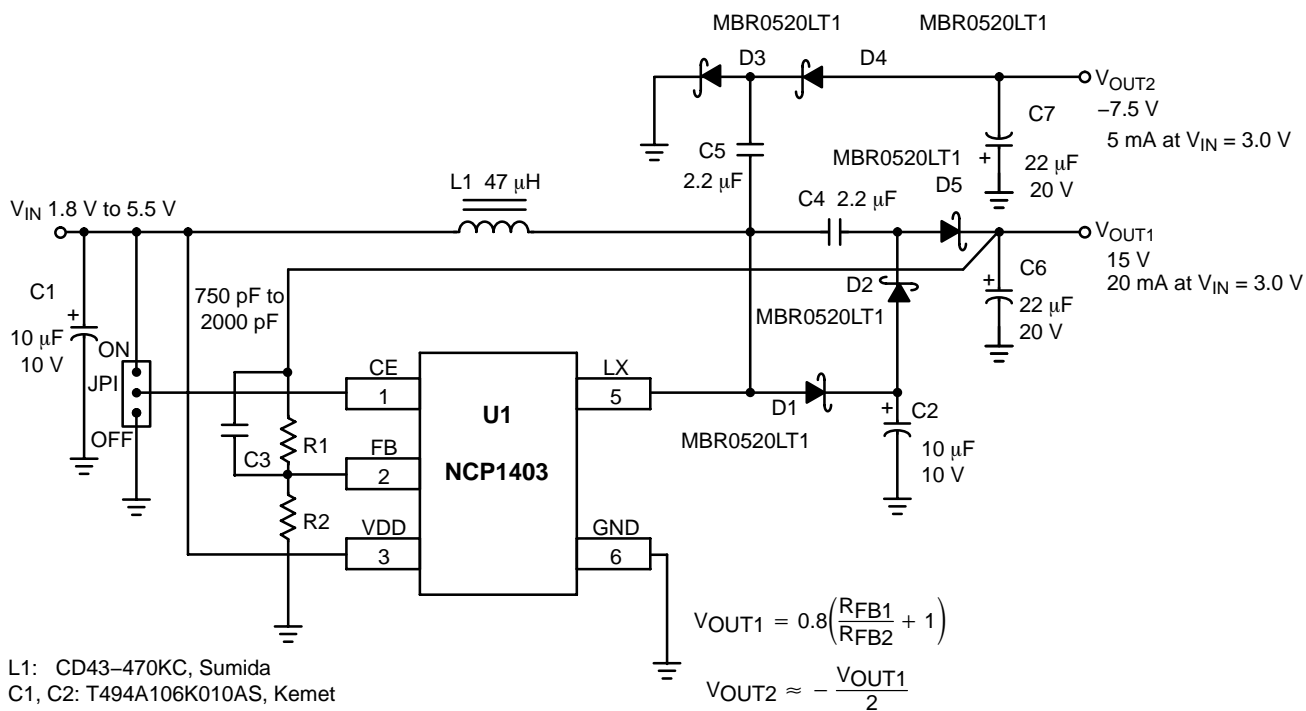 MBR0520LT1 MBR0520LT1
D3 D4
VOUT2
–7.5 V
5 mA at VIN = 3.0 V
C7
+
22 μF
20 V
C5
2.2 μF
MBR0520LT1
D5
L1 47 μH
C4 2.2 μF
VIN 1.8 V to 5.5 V
VOUT1
15 V
20 mA at VIN = 3.0 V
C6
+
22 μF
20 V
C1
+
10 μF
10 V
750 pF to
2000 pF
D2
MBR0520LT1
ON
JPI
OFF
CE
1
LX
5
U1
NCP1403
D1
MBR0520LT1
+
C2
10 μF
10 V
C3
R1
FB
2
R2
VDD
3
GND
6
VOUT1 = 0.8(RFB1/RFB2 + 1)
L1: CD43–470KC, Sumida
C1, C2: T494A106K010AS, Kemet
VOUT2 ≈ – VOUT1/2